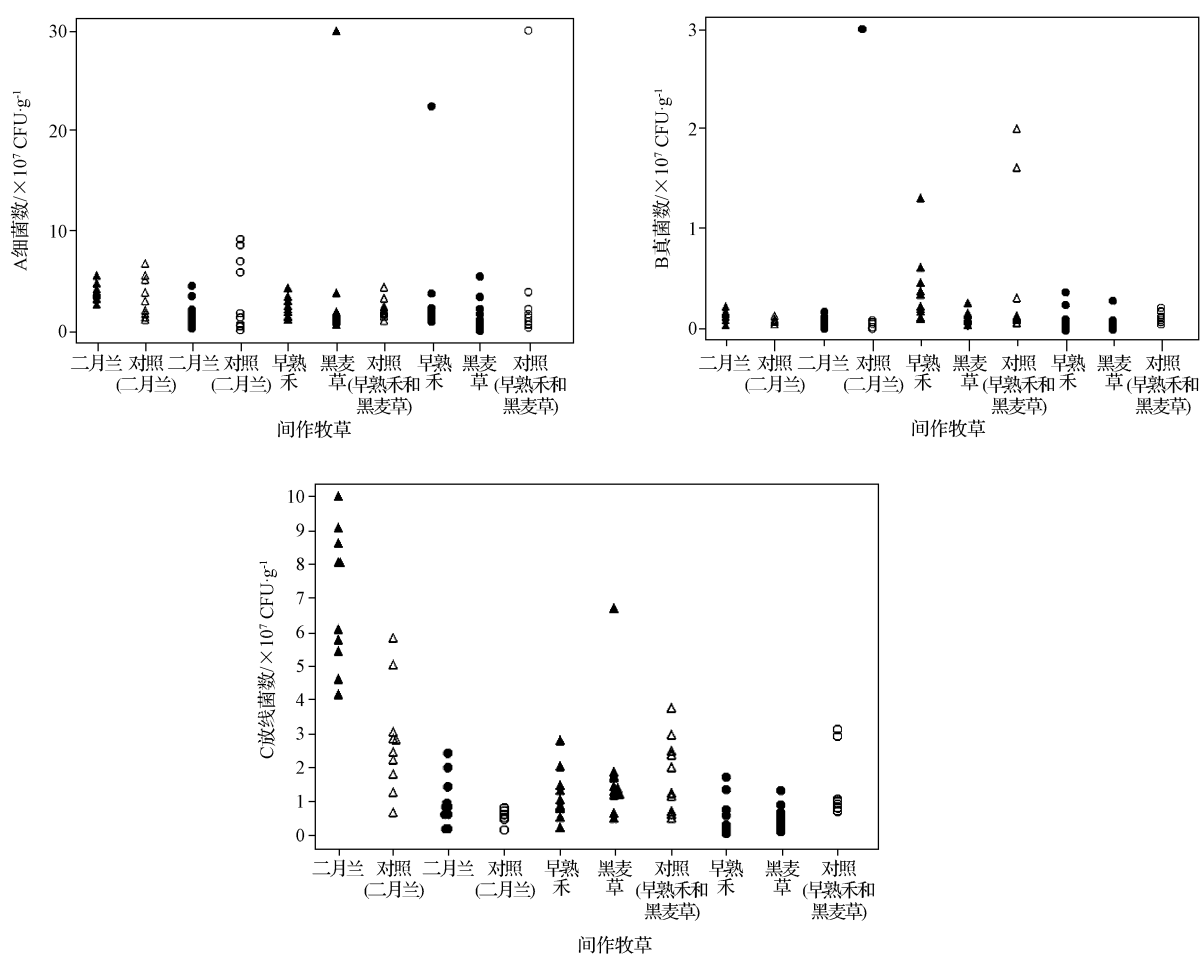 A细菌数/×10⁷ CFU·g⁻¹
30
20
10
0
二月兰 对照 二月兰 对照 早熟 黑麦 对照 早熟 黑麦 对照
(二月兰) (二月兰) 禾 草 (早熟禾和 禾 草 (早熟禾和
黑麦草) 黑麦草)
间作牧草
B真菌数/×10⁷ CFU·g⁻¹
3
2
1
0
二月兰 对照 二月兰 对照 早熟 黑麦 对照 早熟 黑麦 对照
(二月兰) (二月兰) 禾 草 (早熟禾和 禾 草 (早熟禾和
黑麦草) 黑麦草)
间作牧草
C放线菌数/×10⁷ CFU·g⁻¹
10
9
8
7
6
5
4
3
2
1
0
二月兰 对照 二月兰 对照 早熟 黑麦 对照 早熟 黑麦 对照
(二月兰) (二月兰) 禾 草 (早熟禾和 禾 草 (早熟禾和
黑麦草) 黑麦草)
间作牧草